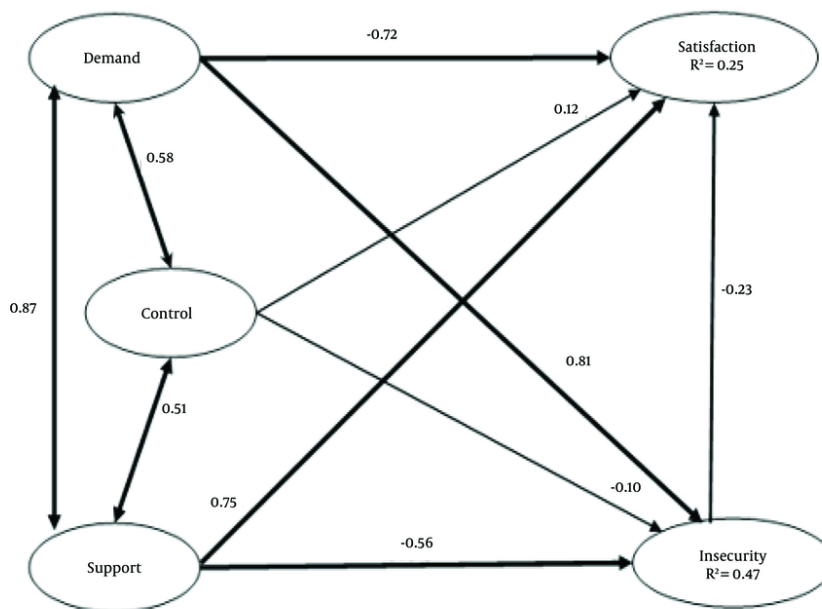 -0.72
Demand
Satisfaction
R² = 0.25
0.12
0.58
0.87
Control
-0.23
0.81
0.51
0.75
-0.10
-0.56
Support
Insecurity
R² = 0.47